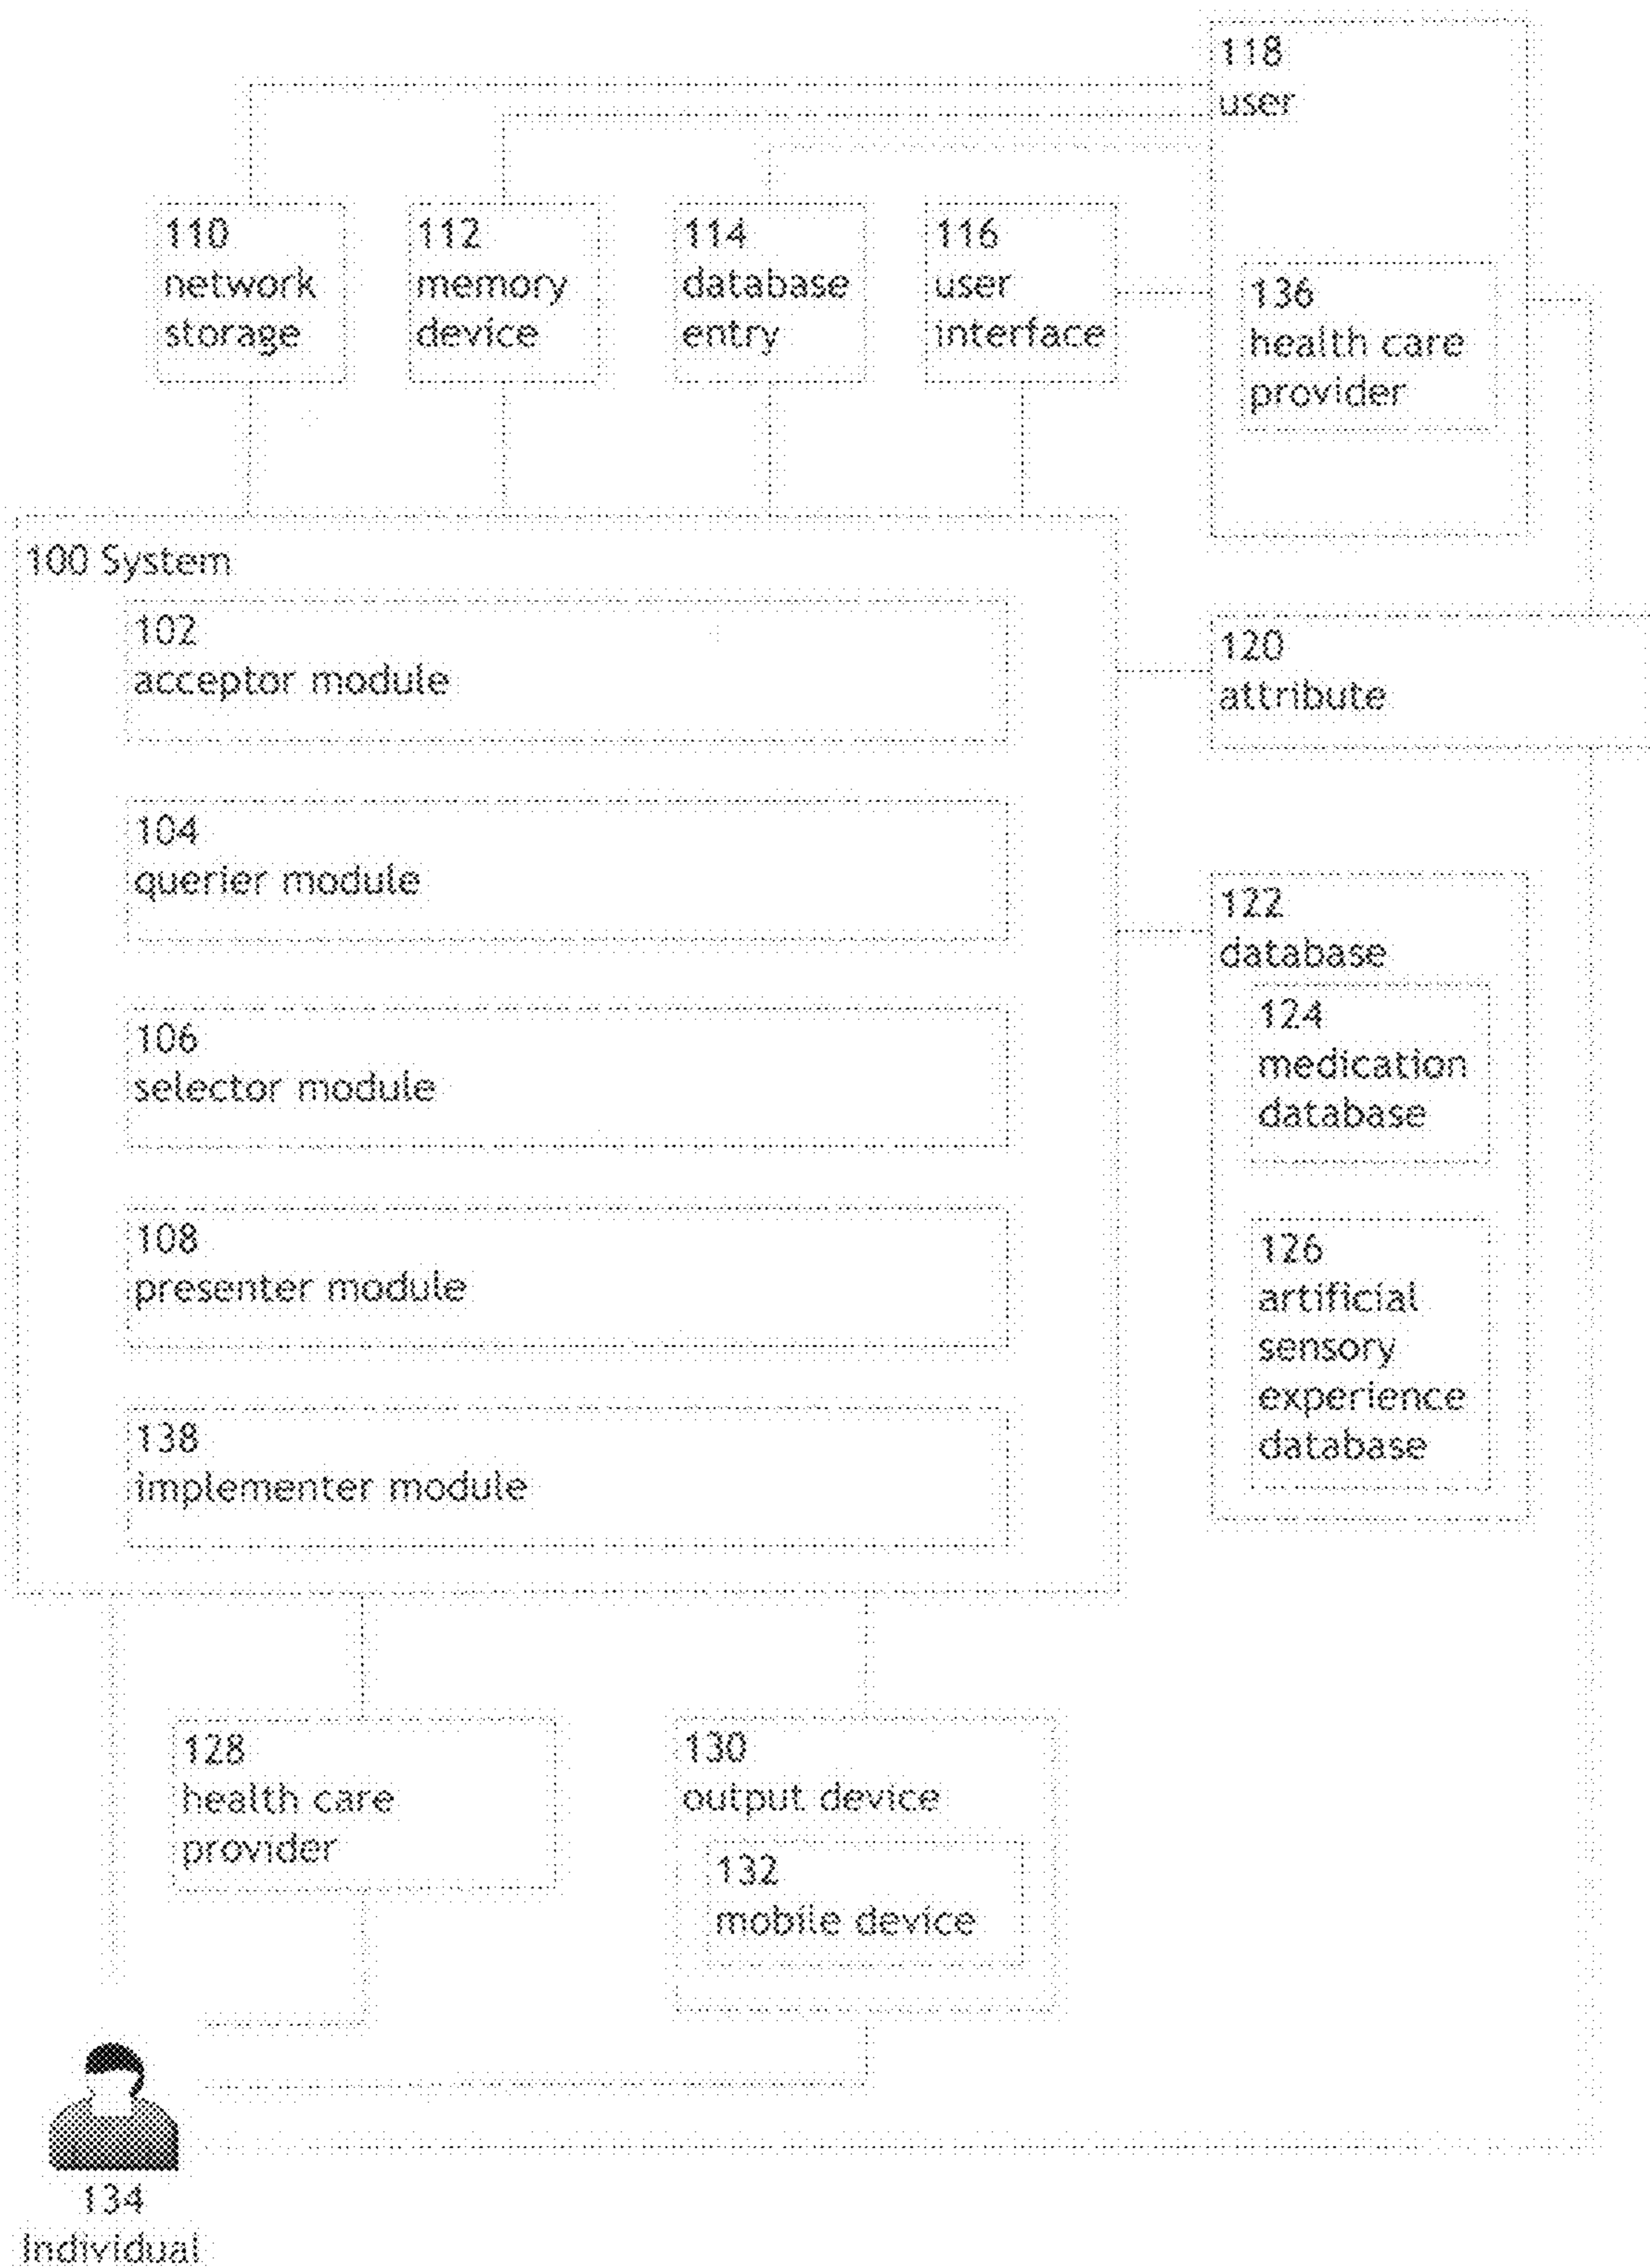 118
user
110
network
storage
112
memory
device
114
database
entry
116
user
interface
136
health care
provider
100 System
102
acceptor module
104
querier module
106
selector module
108
presenter module
138
implementer module
120
attribute
122
database
124
medication
database
126
artificial
sensory
experience
database
128
health care
provider
130
output device
132
mobile device
134
Individual